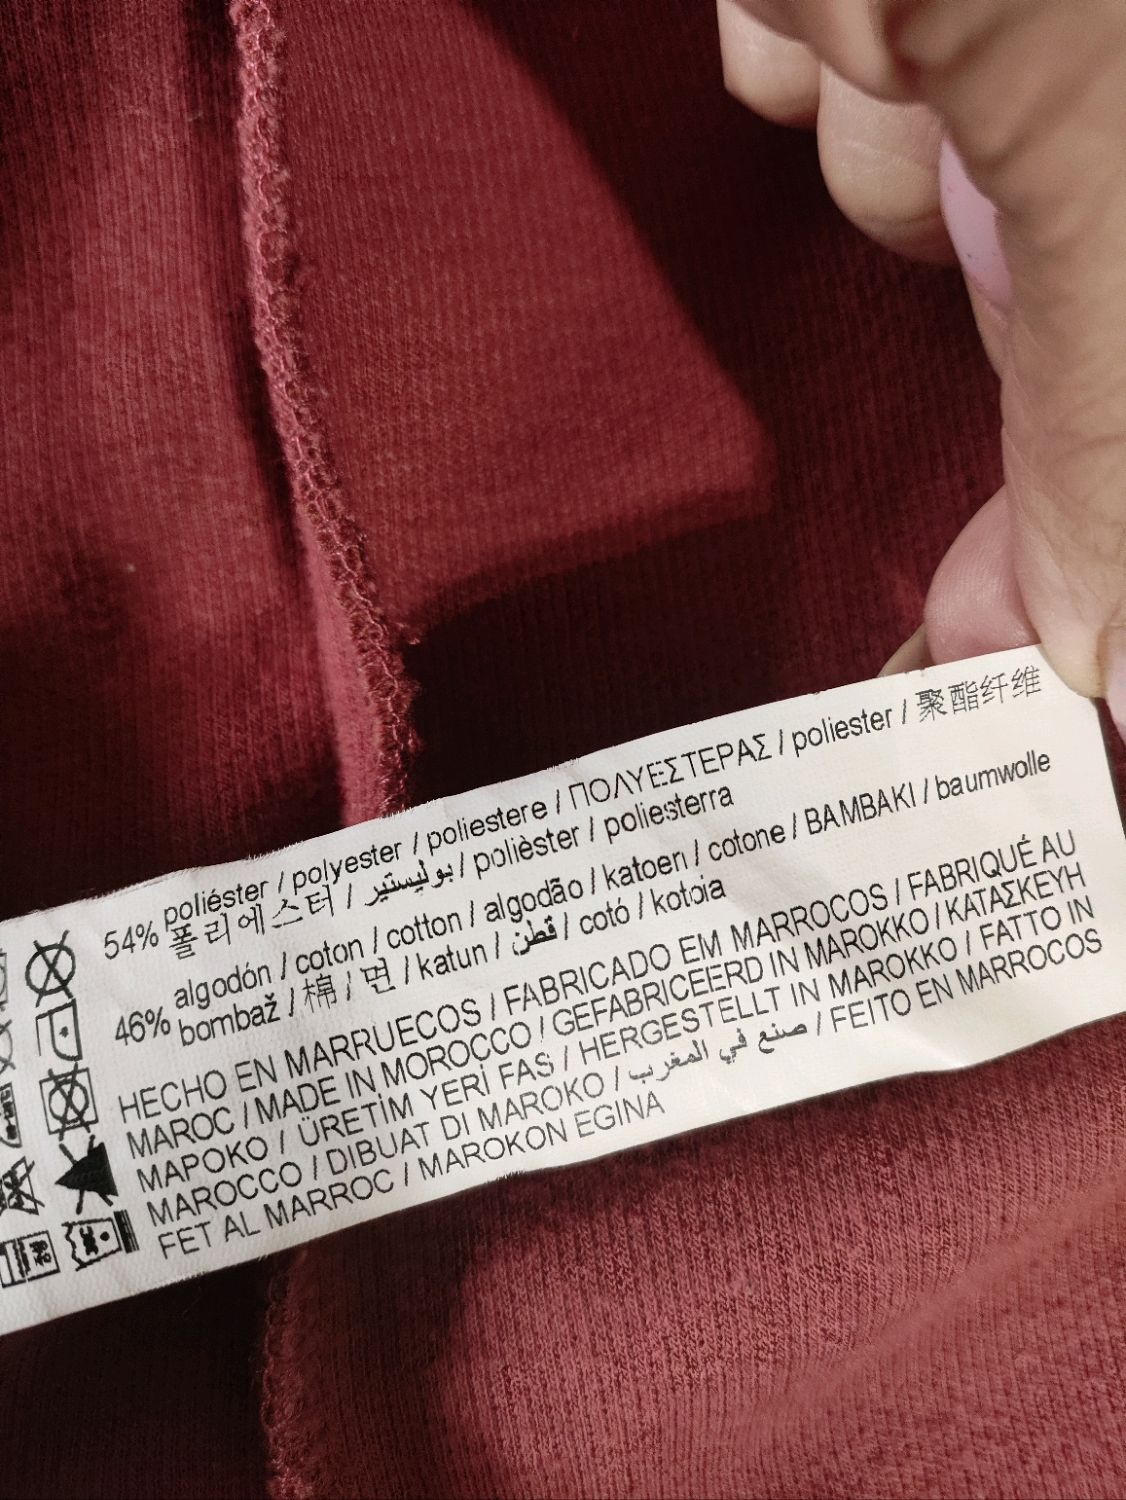 54% poliéster / polyester / poliestere / ΠΟΛΥΕΣΤΕΡΑΣ / poliester / 聚酯纤维
폴리에스터 / بوليستير / polièster / poliesterra
46% algodón / coton / cotton / algodão / katoen / cotone / BAMBAKI / baumwolle
bombaž / 棉 / 면 / katun / قطن / cotó / kotoia
HECHO EN MARRUECOS / FABRICADO EM MARROCOS / FABRIQUÉ AU
MAROC / MADE IN MOROCCO / GEFABRICEERD IN MAROKKO / ΚΑΤΑΣΚΕΥΗ
ΜΑΡΟΚΟ / ÜRETİM YERİ FAS / HERGESTELLT IN MAROKKO / FATTO IN
MAROCCO / DIBUAT DI MAROKO / صنع في المغرب / FEITO EN MARROCOS
FET AL MARROC / MAROKON EGINA